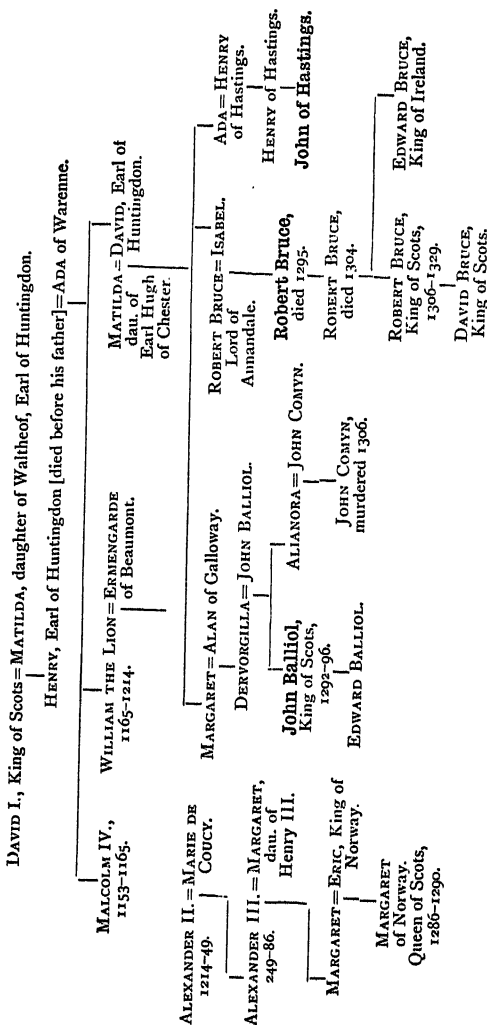 DAVID I., King of Scots=MATILDA, daughter of Waltheof, Earl of Huntingdon.
HENRY, Earl of Huntingdon [died before his father]=ADA of Warenne.
MALCOLM IV.,
1153–1165.
WILLIAM THE LION=ERMENGARDE
1165–1214. of Beaumont.
MATILDA=DAVID, Earl of
dau. of Huntingdon.
Earl Hugh
of Chester.
ALEXANDER II.=MARIE DE
1214–49. COUCY.
ALEXANDER III.=MARGARET,
249–86. dau. of
Henry III.
MARGARET=ERIC, King of
Norway.
MARGARET
of Norway.
Queen of Scots,
1286–1290.
MARGARET=ALAN of Galloway.
DERVORGILLA=JOHN BALLIOL.
John Balliol,
King of Scots,
1292–96.
EDWARD BALLIOL.
ALIANORA=JOHN COMYN.
JOHN COMYN,
murdered 1306.
ROBERT BRUCE=ISABEL.
Lord of
Annandale.
Robert Bruce,
died 1295.
ROBERT BRUCE,
died 1304.
ROBERT BRUCE,
King of Scots,
1306–1329.
DAVID BRUCE,
King of Scots.
EDWARD BRUCE,
King of Ireland.
ADA=HENRY
of Hastings.
HENRY of Hastings.
John of Hastings.